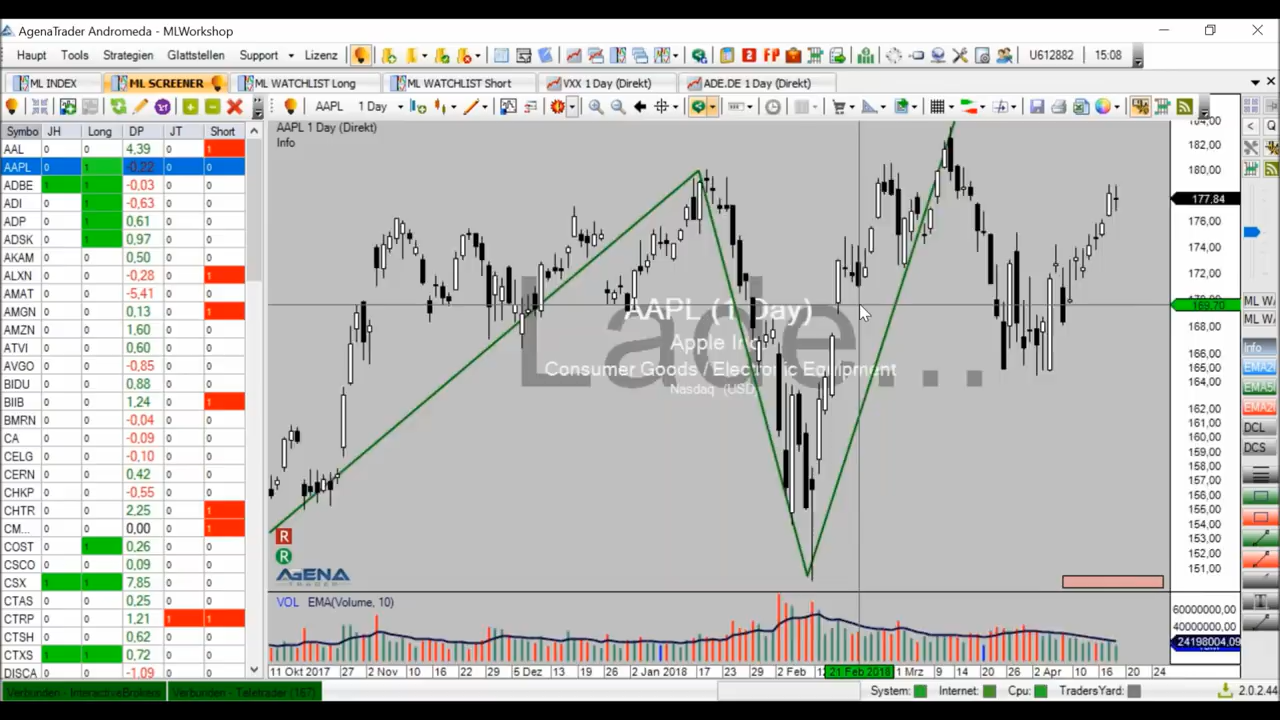 AgenaTrader Andromeda - MLWorkshop
Haupt Tools Strategien Glattstellen Support Lizenz 2 FP U612882 15:08
ML INDEX ML SCREENER ML WATCHLIST Long ML WATCHLIST Short VXX 1 Day (Direkt) ADE.DE 1 Day (Direkt)
AAPL 1 Day
Symbo JH Long DP JT Short
AAL 0 0 4,39 0 1
AAPL 0 1 -0,22 0 0
ADBE 1 1 -0,03 0 0
ADI 0 1 -0,63 0 0
ADP 0 1 0,61 0 0
ADSK 0 1 0,97 0 0
AKAM 0 0 0,50 0 0
ALXN 0 0 -0,28 0 1
AMAT 0 0 -5,41 0 0
AMGN 0 0 0,13 0 1
AMZN 0 0 1,60 0 0
ATVI 0 0 0,60 0 0
AVGO 0 0 -0,85 0 0
BIDU 0 0 0,88 0 0
BIIB 0 0 1,24 0 1
BMRN 0 0 -0,04 0 0
CA 0 0 -0,09 0 0
CELG 0 0 -0,10 0 0
CERN 0 0 0,42 0 0
CHKP 0 0 -0,55 0 0
CHTR 0 0 2,25 0 1
CM... 0 0 0,00 0 1
COST 0 1 0,26 0 0
CSCO 0 0 0,09 0 0
CSX 1 1 7,85 0 0
CTAS 0 0 0,25 0 0
CTRP 0 0 1,21 1 1
CTSH 0 0 0,62 0 0
CTXS 1 1 0,72 0 0
DISCA 0 0 -1,09 0 0
AAPL 1 Day (Direkt)
Info
Lade...
AAPL (1 Day)
Apple Inc
Consumer Goods / Electronic Equipment
Nasdaq (USD)
R
R
AGENA
TRADER
184,00
182,00
180,00
177,84
176,00
174,00
172,00
169,70
168,00
166,00
165,00
164,00
162,00
161,00
160,00
159,00
158,00
157,00
156,00
155,00
154,00
153,00
152,00
151,00
VOL EMA(Volume, 10)
60000000,00
40000000,00
24198004,09
11 Okt 2017 27 2 Nov 10 16 22 29 5 Dez 13 19 26 2 Jan 2018 17 23 29 2 Feb 21 Feb 2018 1 Mrz 9 14 20 26 2 Apr 10 16 20 24
ML W
ML W
Info
EMA2
EMA5
EMA2
DCL
DCS
T
Verbunden - InteractiveBrokers Verbunden - Teletrader (167) System: Internet: Cpu: TradersYard: 2.0.2.44